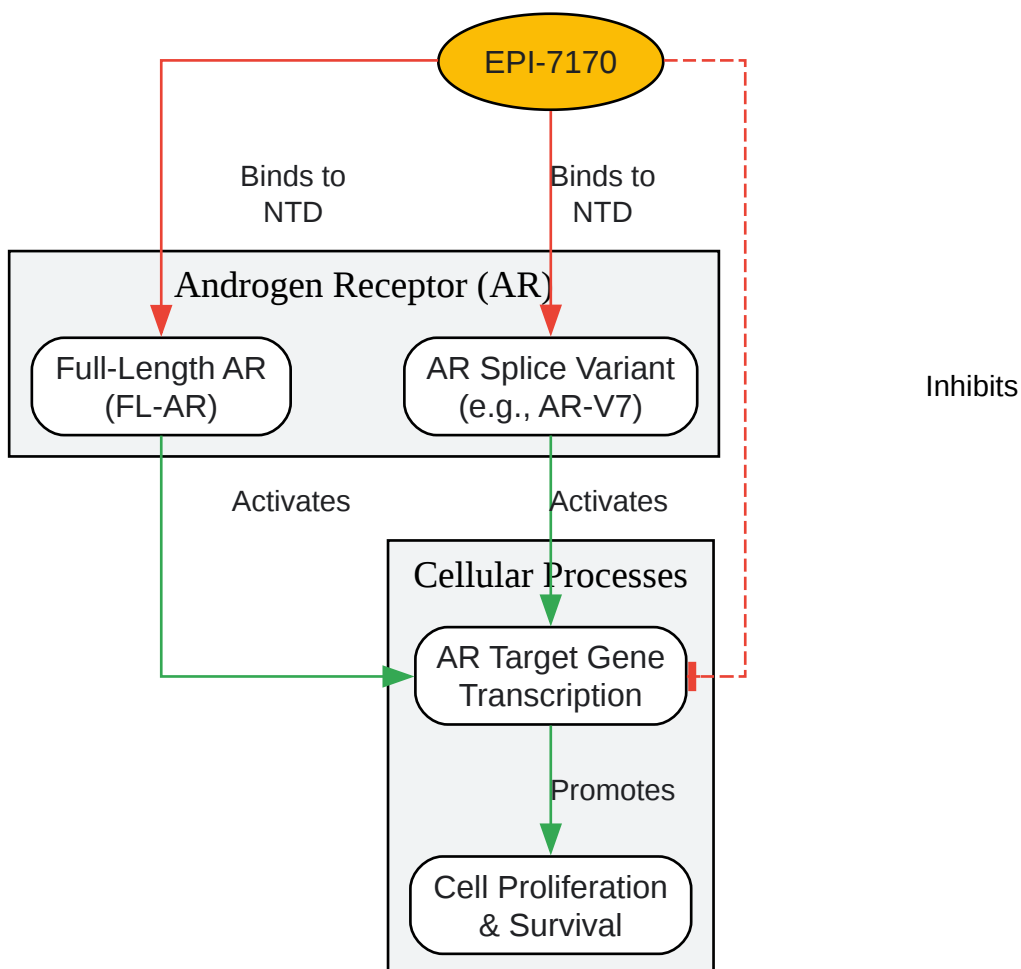 EPI-7170
Binds to
NTD
Binds to
NTD
Androgen Receptor (AR)
Full-Length AR
(FL-AR)
AR Splice Variant
(e.g., AR-V7)
Inhibits
Activates
Activates
Cellular Processes
AR Target Gene
Transcription
Promotes
Cell Proliferation
& Survival